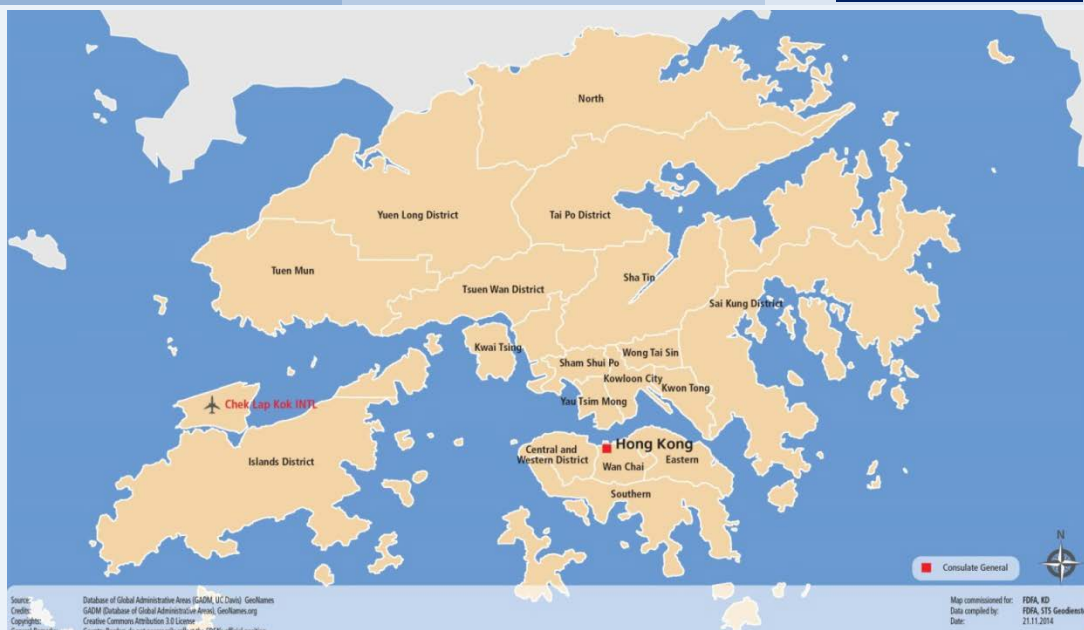 North
Yuen Long District
Tai Po District
Tuen Mun
Sha Tin
Tsuen Wan District
Sai Kung District
Kwai Tsing
Sham Shui Po
Wong Tai Sin
Kowloon City
Kwon Tong
Yau Tsim Mong
Chek Lap Kok INTL
Islands District
Hong Kong
Central and
Western District
Wan Chai
Eastern
Southern
N
Consulate General
Source: Database of Global Administrative Areas (GADM, UC Davis) GeoNames
Credits: GADM (Database of Global Administrative Areas), GeoNames.org
Copyrights: Creative Commons Attribution 3.0 License
Map commissioned for: FDFA, KD
Data compiled by: FDFA, STS Geodienste
Date: 21.11.2014